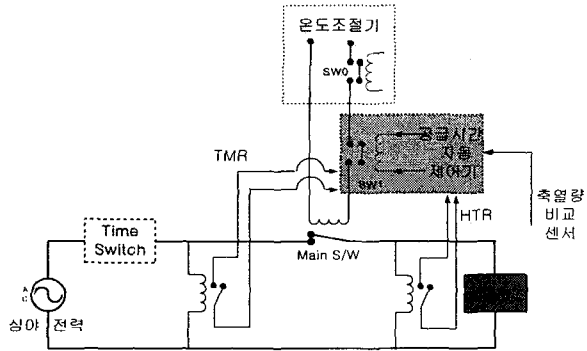 온도조절기
SW0
공급시간
자동
제어기
SW1
TMR
HTR
축열량
비교
센서
Time
Switch
Main S/W
A
C
심야 전력